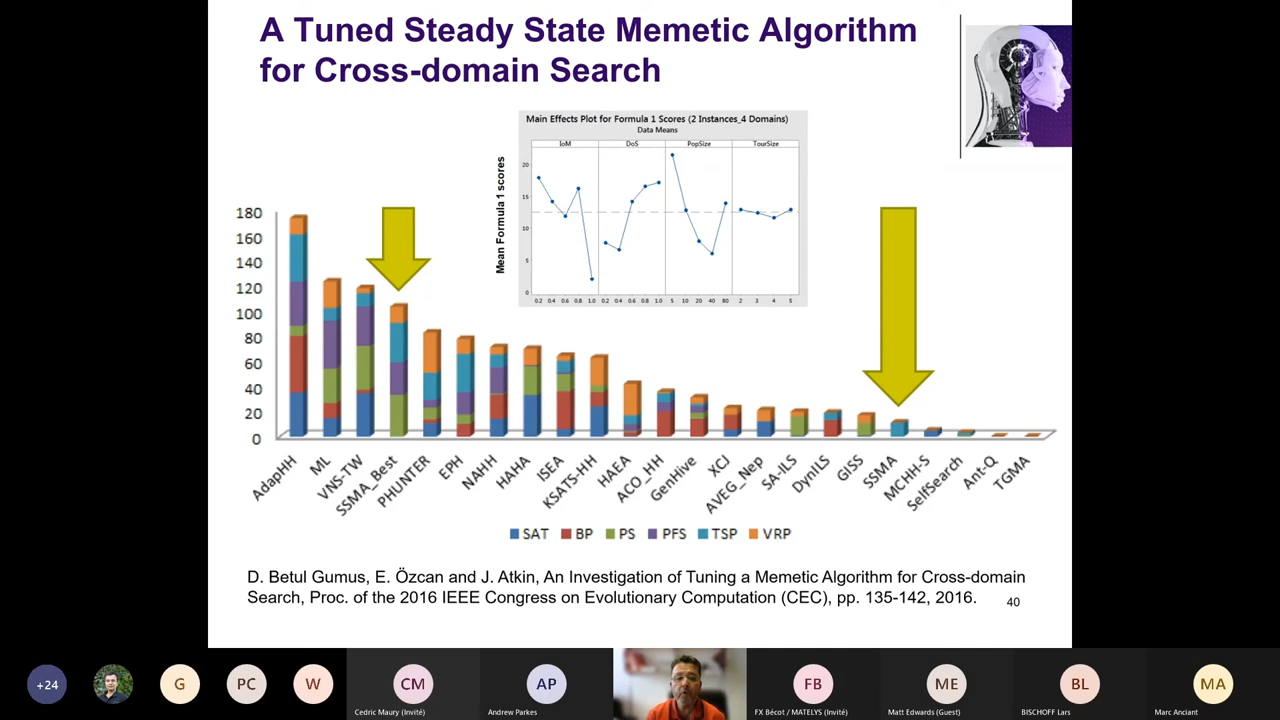 A Tuned Steady State Memetic Algorithm
for Cross-domain Search
Main Effects Plot for Formula 1 Scores (2 Instances_4 Domains)
Data Means
IoM DoS PopSize TourSize
Mean Formula 1 scores
20
15
10
5
0
0.2 0.4 0.6 0.8 1.0 0.2 0.4 0.6 0.8 1.0 5 10 20 40 80 2 3 4 5
180
160
140
120
100
80
60
40
20
0
AdapHH ML VNS-TW SSMA_Best PHUNTER EPH NAHH HAHA ISEA KSATS-HH HAEA ACO_HH GenHive XCJ AVEG_Nep SA-ILS DynILS GISS SSMA MCHH-S SelfSearch Ant-Q TGMA
SAT BP PS PFS TSP VRP
D. Betul Gumus, E. Özcan and J. Atkin, An Investigation of Tuning a Memetic Algorithm for Cross-domain
Search, Proc. of the 2016 IEEE Congress on Evolutionary Computation (CEC), pp. 135-142, 2016.
40
+24 G PC W CM AP FB ME BL MA
Cedric Maury (Invité) Andrew Parkes FX Bécot / MATELYS (Invité) Matt Edwards (Guest) BISCHOFF Lars Marc Anciant